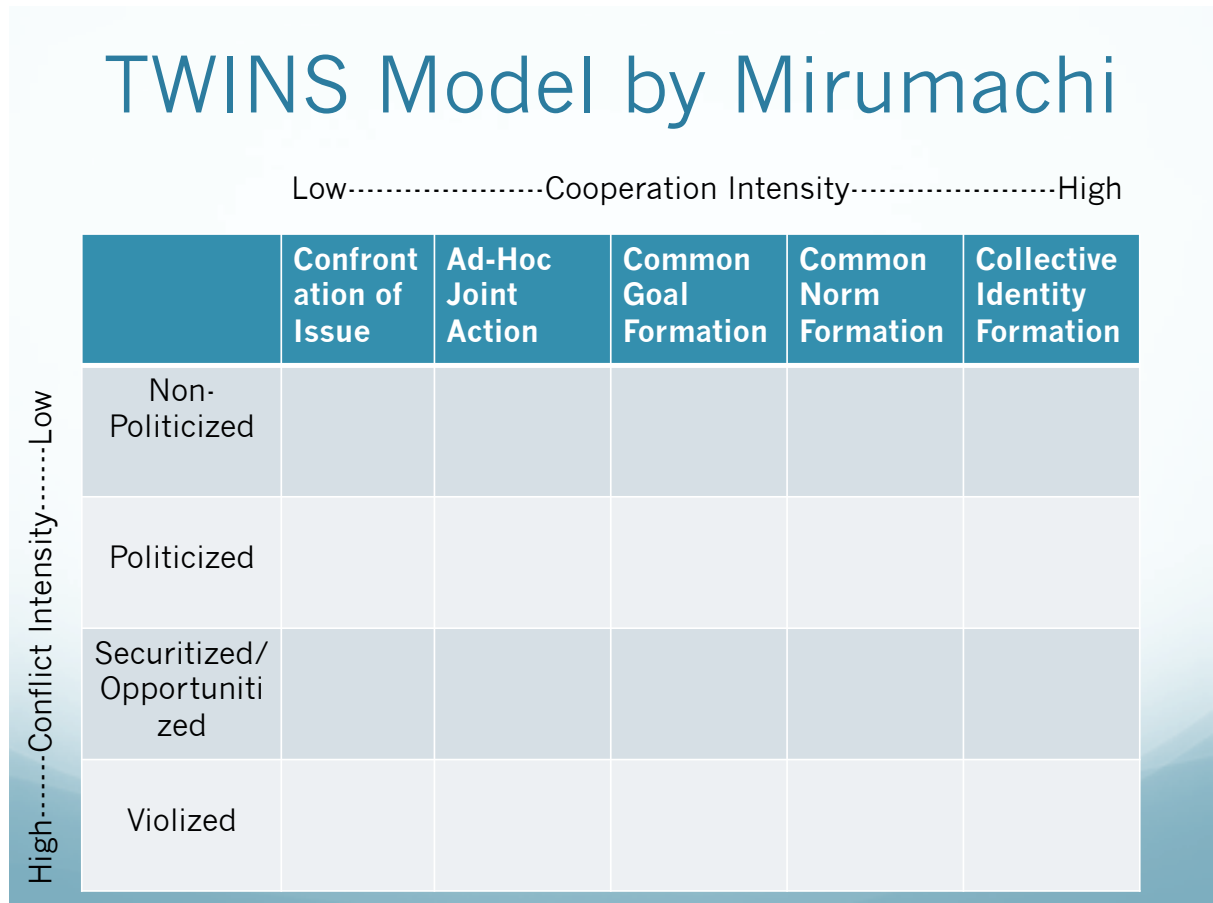 TWINS Model by Mirumachi
Low---------------------Cooperation Intensity----------------------High
Confront
ation of
Issue
Ad-Hoc
Joint
Action
Common
Goal
Formation
Common
Norm
Formation
Collective
Identity
Formation
High--------Conflict Intensity-------Low
Non-
Politicized
Politicized
Securitized/
Opportuniti
zed
Violized